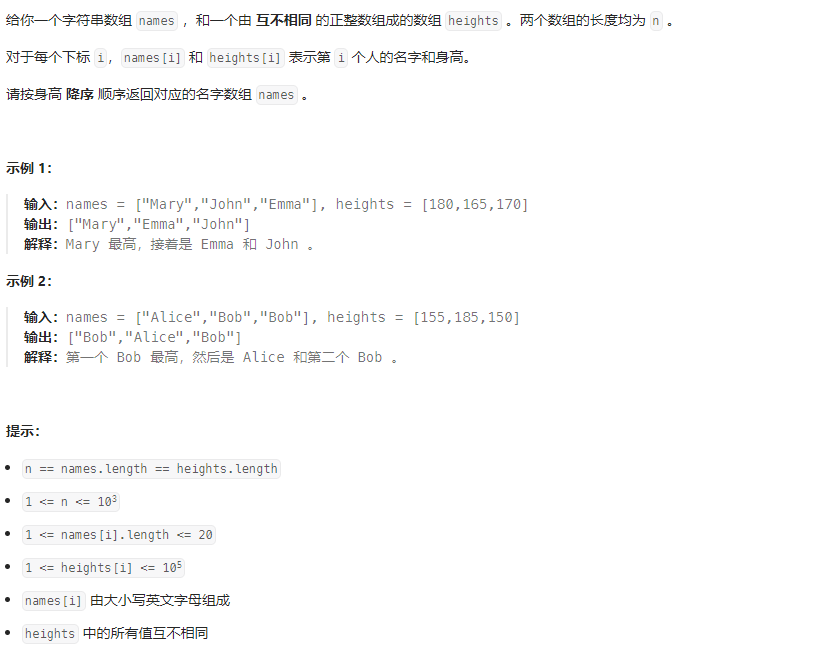 给你一个字符串数组 names ，和一个由 互不相同 的正整数组成的数组 heights 。两个数组的长度均为 n 。
对于每个下标 i，names[i] 和 heights[i] 表示第 i 个人的名字和身高。
请按身高 降序 顺序返回对应的名字数组 names 。
示例 1：
输入：names = ["Mary","John","Emma"], heights = [180,165,170]
输出：["Mary","Emma","John"]
解释：Mary 最高，接着是 Emma 和 John 。
示例 2：
输入：names = ["Alice","Bob","Bob"], heights = [155,185,150]
输出：["Bob","Alice","Bob"]
解释：第一个 Bob 最高，然后是 Alice 和第二个 Bob 。
提示：
• n == names.length == heights.length
• 1 <= n <= 10³
• 1 <= names[i].length <= 20
• 1 <= heights[i] <= 10⁵
• names[i] 由大小写英文字母组成
• heights 中的所有值互不相同